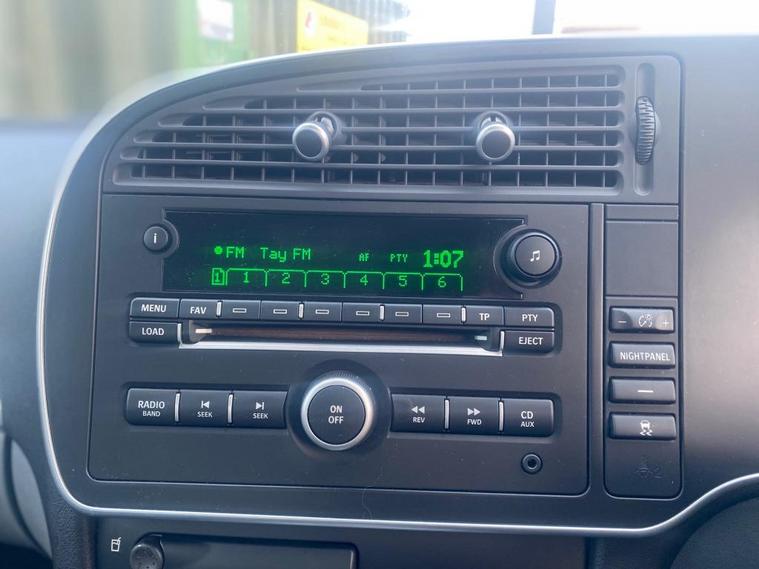 i
FM Tay FM AF PTY 1:07
1 1 2 3 4 5 6
MENU FAV TP PTY
LOAD EJECT
RADIO BAND SEEK SEEK ON OFF REV FWD CD AUX
- +
NIGHTPANEL
2